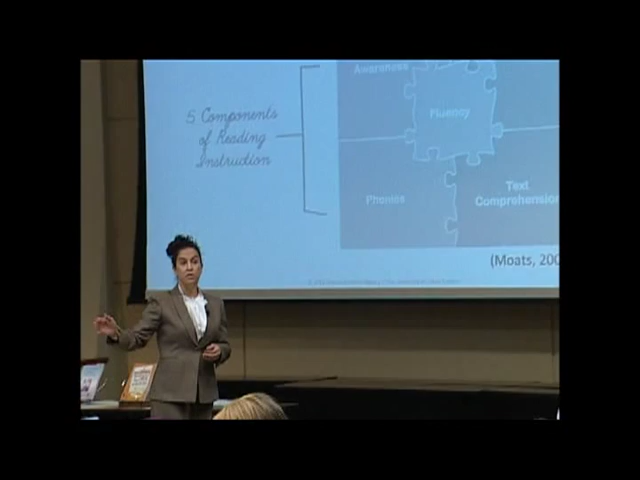 Awareness
5 Components
of Reading
Instruction
Fluency
Phonics
Text
Comprehension
(Moats, 200